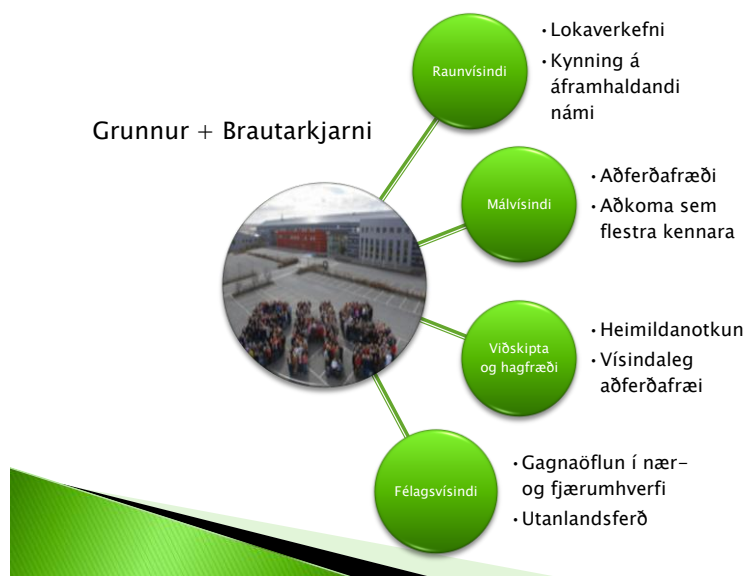 Grunnur + Brautarkjarni
Raunvísindi
•Lokaverkefni
•Kynning á
áframhaldandi
námi
Málvísindi
•Aðferðafræði
•Aðkoma sem
flestra kennara
Viðskipta
og hagfræði
•Heimildanotkun
•Vísindaleg
aðferðafræi
Félagsvísindi
•Gagnaöflun í nær-
og fjærumhverfi
•Utanlandsferð